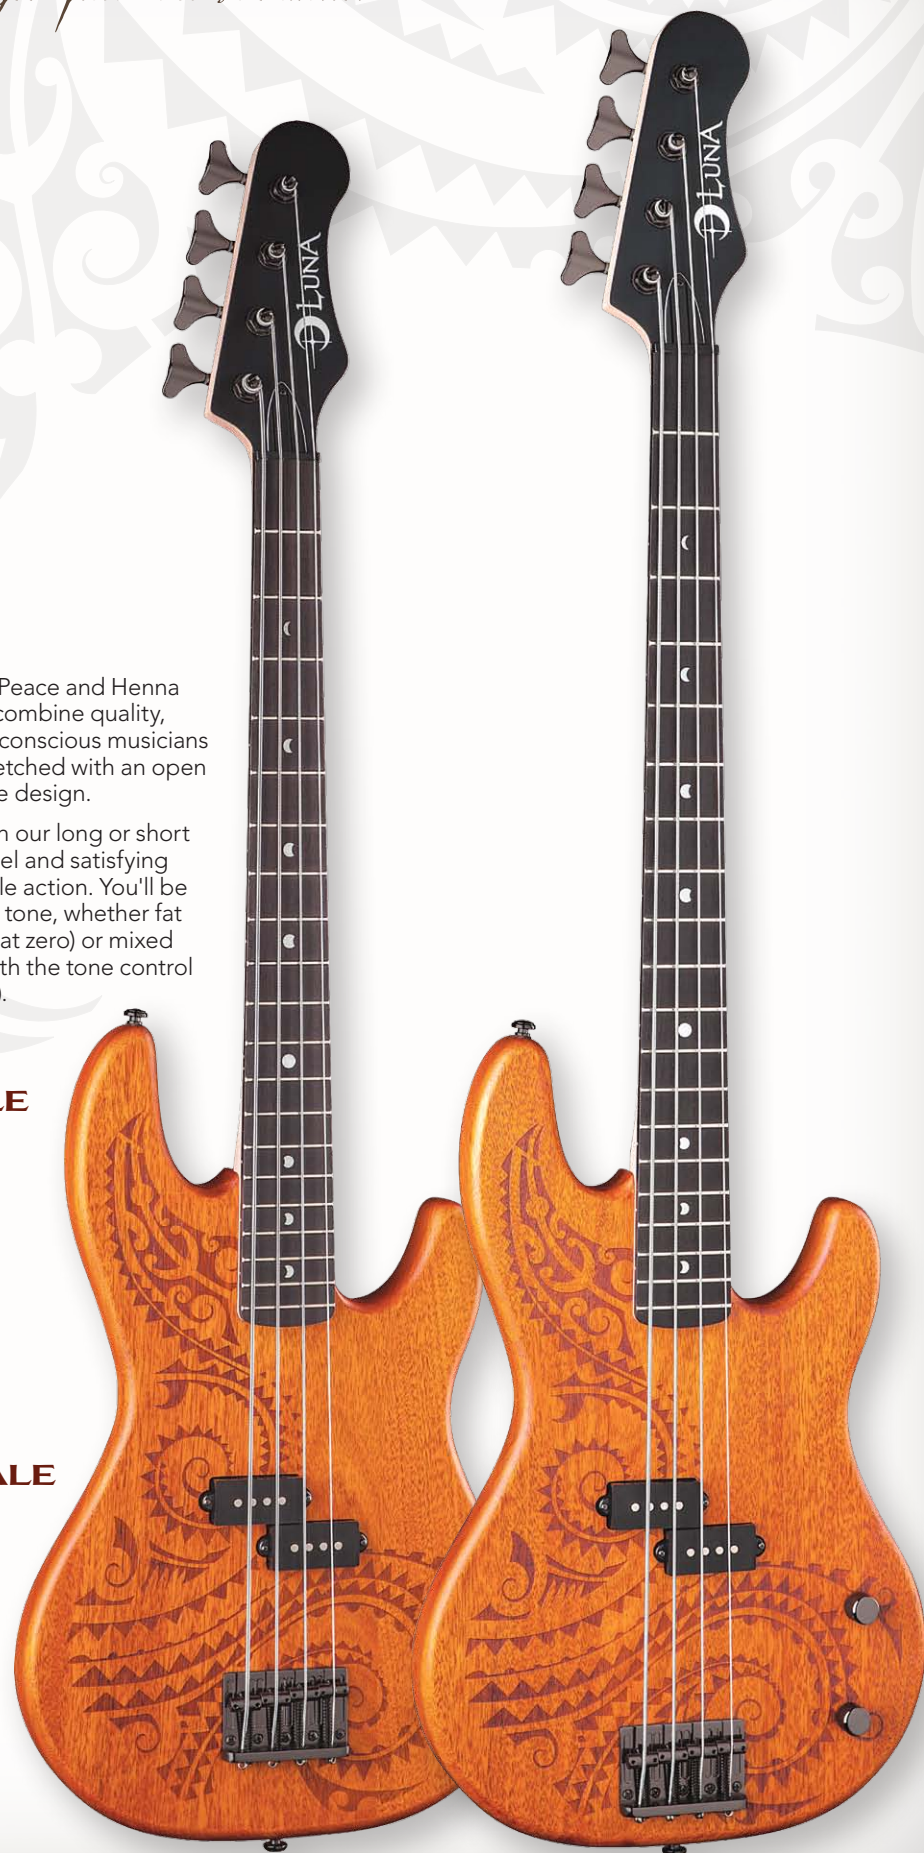 LUNA
LUNA
Peace and Henna
combine quality,
conscious musicians
etched with an open
e design.
n our long or short
el and satisfying
le action. You'll be
tone, whether fat
at zero) or mixed
th the tone control
).
LE
ALE